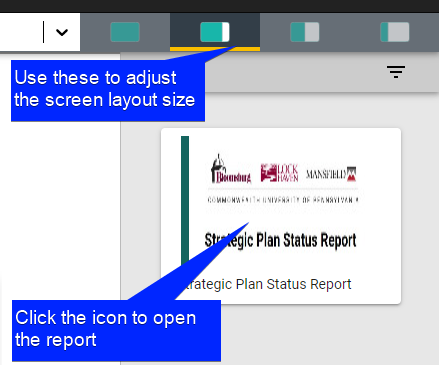 Use these to adjust
the screen layout size
Bloomsburg
LOCK
HAVEN
MANSFIELD
COMMONWEALTH UNIVERSITY OF PENNSYLVANIA
Strategic Plan Status Report
trategic Plan Status Report
Click the icon to open
the report